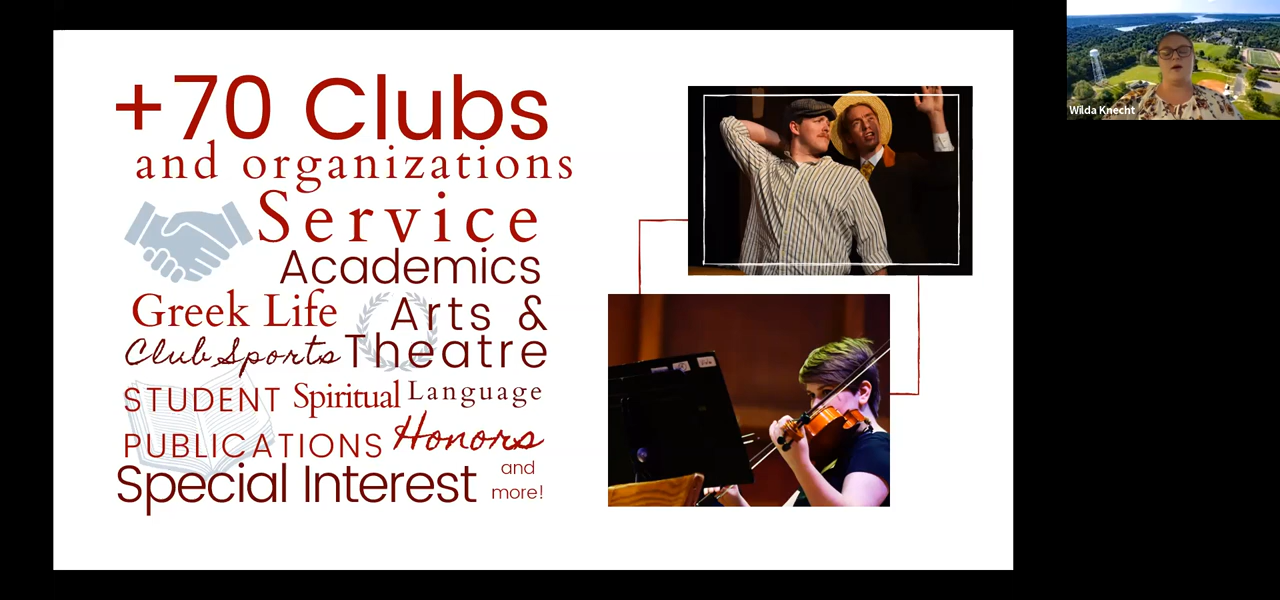 +70 Clubs
and organizations
Service
Academics
Greek Life
Arts &
Club Sports
Theatre
STUDENT
Spiritual
Language
PUBLICATIONS
Honors
Special Interest
and
more!
Wilda Knecht